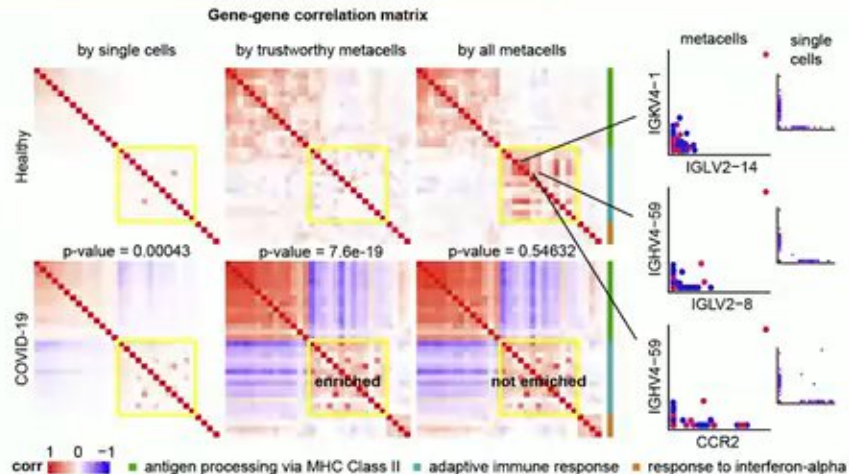 Gene-gene correlation matrix
by single cells
by trustworthy metacells
by all metacells
metacells
single
cells
Healthy
IGKV4-1
IGLV2-14
p-value = 0.00043
p-value = 7.6e-19
p-value = 0.54632
IGHV4-59
IGLV2-8
COVID-19
enriched
not enriched
IGHV4-59
CCR2
corr
1 0 -1
antigen processing via MHC Class II
adaptive immune response
response to interferon-alpha